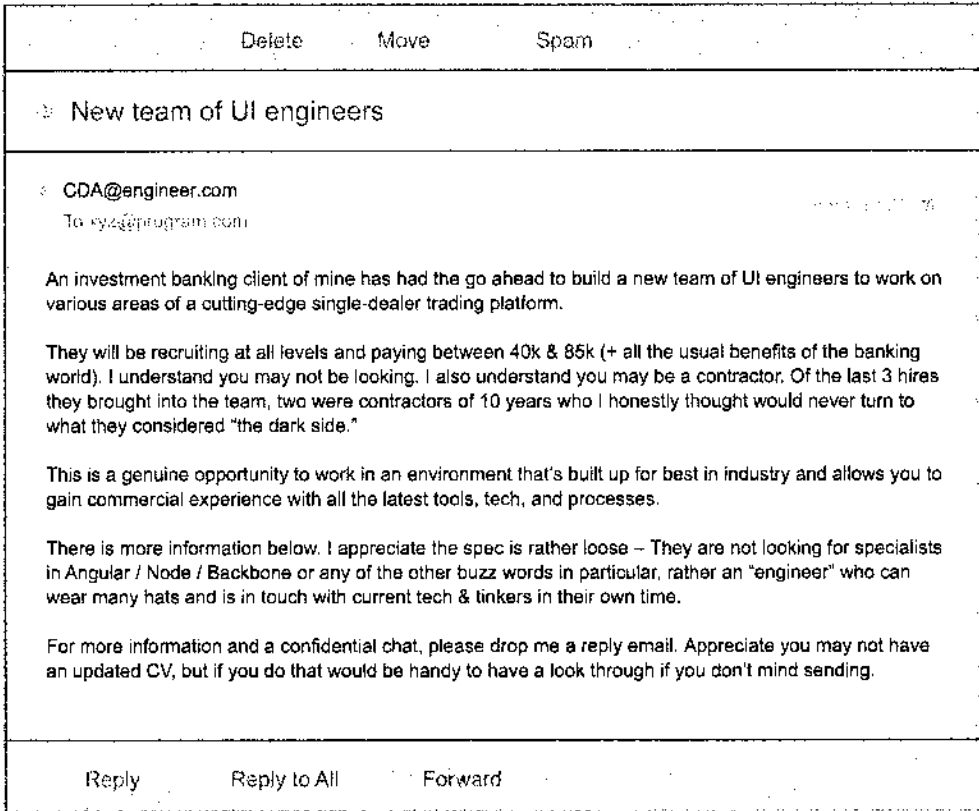 Delete Move Spam
New team of UI engineers
CDA@engineer.com
To xyz@program.com
An investment banking client of mine has had the go ahead to build a new team of UI engineers to work on
various areas of a cutting-edge single-dealer trading platform.
They will be recruiting at all levels and paying between 40k & 85k (+ all the usual benefits of the banking
world). I understand you may not be looking. I also understand you may be a contractor. Of the last 3 hires
they brought into the team, two were contractors of 10 years who I honestly thought would never turn to
what they considered "the dark side."
This is a genuine opportunity to work in an environment that's built up for best in industry and allows you to
gain commercial experience with all the latest tools, tech, and processes.
There is more information below. I appreciate the spec is rather loose – They are not looking for specialists
in Angular / Node / Backbone or any of the other buzz words in particular, rather an "engineer" who can
wear many hats and is in touch with current tech & tinkers in their own time.
For more information and a confidential chat, please drop me a reply email. Appreciate you may not have
an updated CV, but if you do that would be handy to have a look through if you don't mind sending.
Reply Reply to All Forward